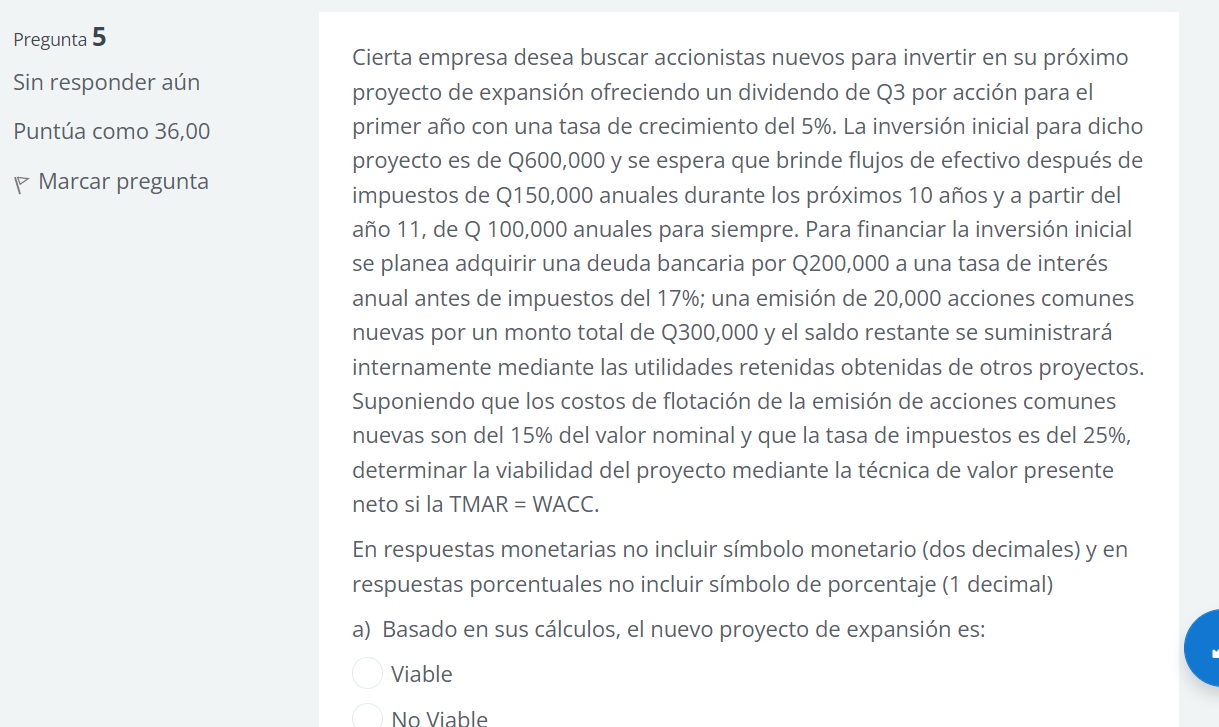 Pregunta 5
Sin responder aún
Puntúa como 36,00
Marcar pregunta
Cierta empresa desea buscar accionistas nuevos para invertir en su próximo
proyecto de expansión ofreciendo un dividendo de Q3 por acción para el
primer año con una tasa de crecimiento del 5%. La inversión inicial para dicho
proyecto es de Q600,000 y se espera que brinde flujos de efectivo después de
impuestos de Q150,000 anuales durante los próximos 10 años y a partir del
año 11, de Q 100,000 anuales para siempre. Para financiar la inversión inicial
se planea adquirir una deuda bancaria por Q200,000 a una tasa de interés
anual antes de impuestos del 17%; una emisión de 20,000 acciones comunes
nuevas por un monto total de Q300,000 y el saldo restante se suministrará
internamente mediante las utilidades retenidas obtenidas de otros proyectos.
Suponiendo que los costos de flotación de la emisión de acciones comunes
nuevas son del 15% del valor nominal y que la tasa de impuestos es del 25%,
determinar la viabilidad del proyecto mediante la técnica de valor presente
neto si la TMAR = WACC.
En respuestas monetarias no incluir símbolo monetario (dos decimales) y en
respuestas porcentuales no incluir símbolo de porcentaje (1 decimal)
a) Basado en sus cálculos, el nuevo proyecto de expansión es:
Viable
No Viable